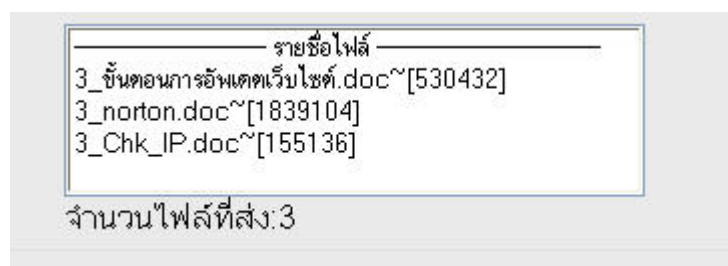 รายชื่อไฟล์
3_ขั้นตอนการอัพเดตเว็บไซต์.doc~[530432]
3_norton.doc~[1839104]
3_Chk_IP.doc~[155136]
จำนวนไฟล์ที่ส่ง:3